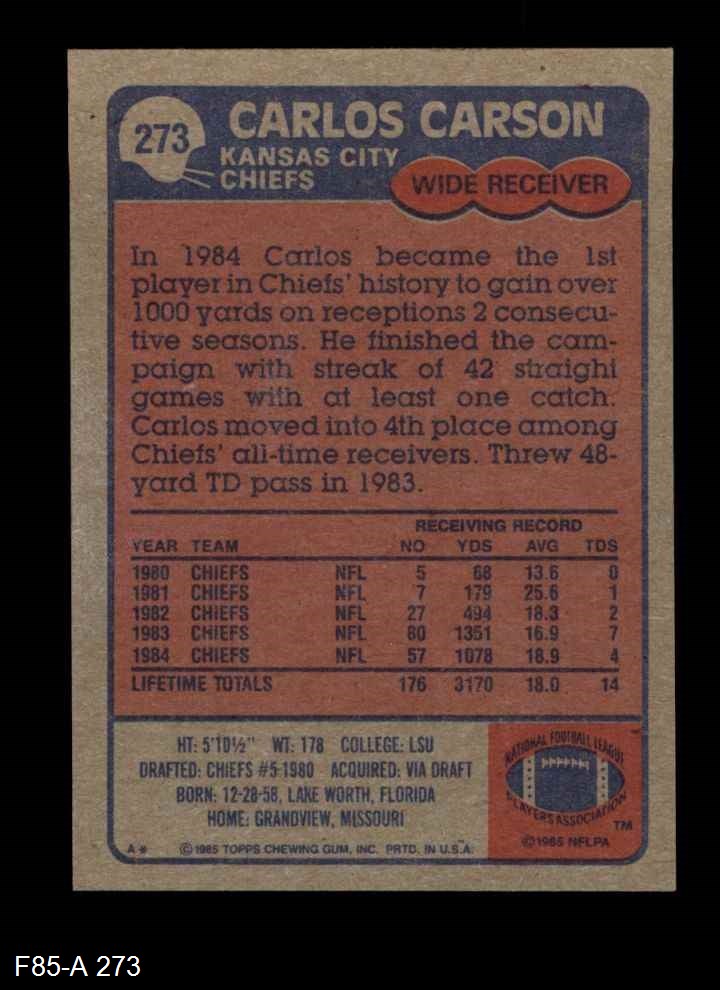 273
CARLOS CARSON
KANSAS CITY
CHIEFS
WIDE RECEIVER
In 1984 Carlos became the 1st
player in Chiefs' history to gain over
1000 yards on receptions 2 consecu-
tive seasons. He finished the cam-
paign with streak of 42 straight
games with at least one catch.
Carlos moved into 4th place among
Chiefs' all-time receivers. Threw 48-
yard TD pass in 1983.
RECEIVING RECORD
YEAR TEAM NO YDS AVG TDS
1980 CHIEFS NFL 5 68 13.6 0
1981 CHIEFS NFL 7 179 25.6 1
1982 CHIEFS NFL 27 494 18.3 2
1983 CHIEFS NFL 80 1351 16.9 7
1984 CHIEFS NFL 57 1078 18.9 4
LIFETIME TOTALS 176 3170 18.0 14
HT: 5'10½" WT: 178 COLLEGE: LSU
DRAFTED: CHIEFS #5-1980 ACQUIRED: VIA DRAFT
BORN: 12-28-58, LAKE WORTH, FLORIDA
HOME: GRANDVIEW, MISSOURI
NATIONAL FOOTBALL LEAGUE
PLAYERS ASSOCIATION
TM
©1985 NFLPA
A* ©1985 TOPPS CHEWING GUM, INC. PRTD. IN U.S.A.
F85-A 273